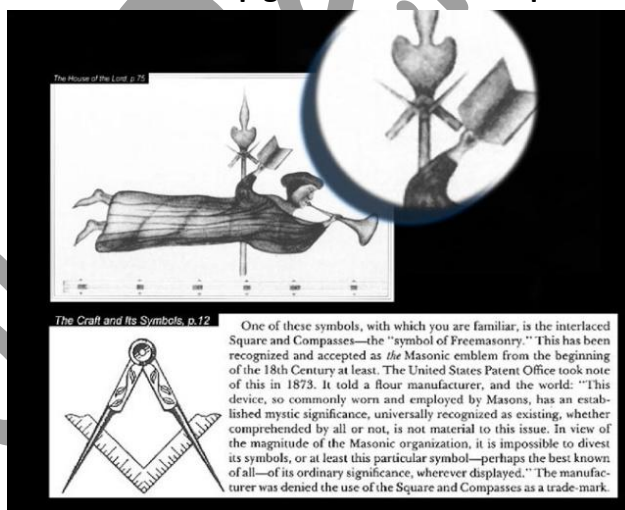 The House of the Lord, p.75
The Craft and Its Symbols, p.12
One of these symbols, with which you are familiar, is the interlaced
Square and Compasses—the "symbol of Freemasonry." This has been
recognized and accepted as the Masonic emblem from the beginning
of the 18th Century at least. The United States Patent Office took note
of this in 1873. It told a flour manufacturer, and the world: "This
device, so commonly worn and employed by Masons, has an estab-
lished mystic significance, universally recognized as existing, whether
comprehended by all or not, is not material to this issue. In view of
the magnitude of the Masonic organization, it is impossible to divest
its symbols, or at least this particular symbol—perhaps the best known
of all—of its ordinary significance, wherever displayed." The manufac-
turer was denied the use of the Square and Compasses as a trade-mark.